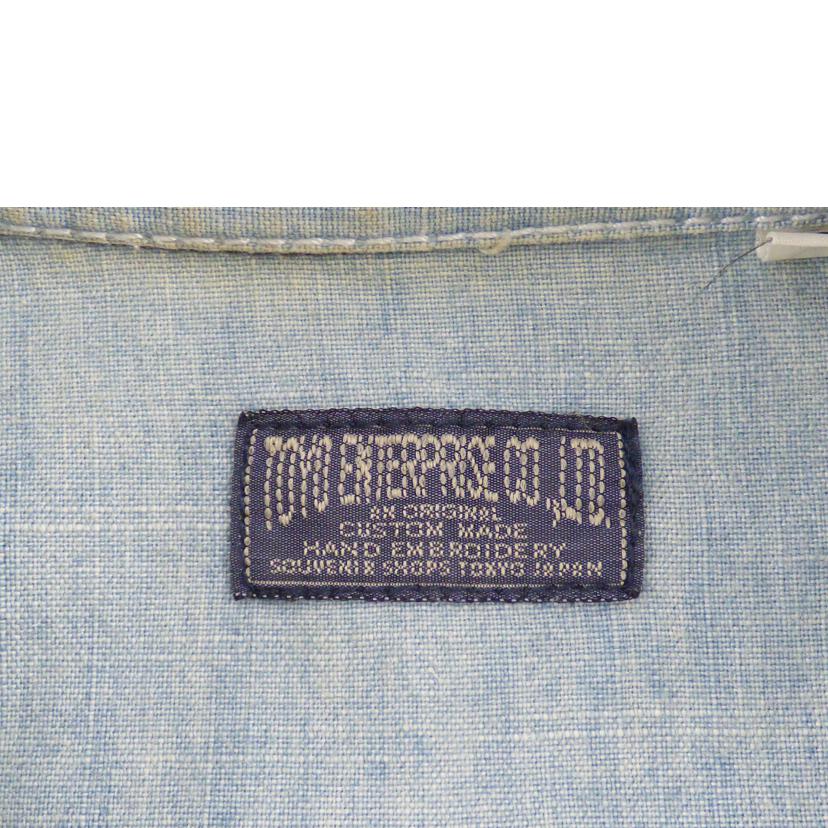 TOYO ENTERPRISE CO., LTD.
AN ORIGINAL
CUSTOM MADE
HAND EMBROIDERY
SOUVENIR SHOPS TOKYO JAPAN